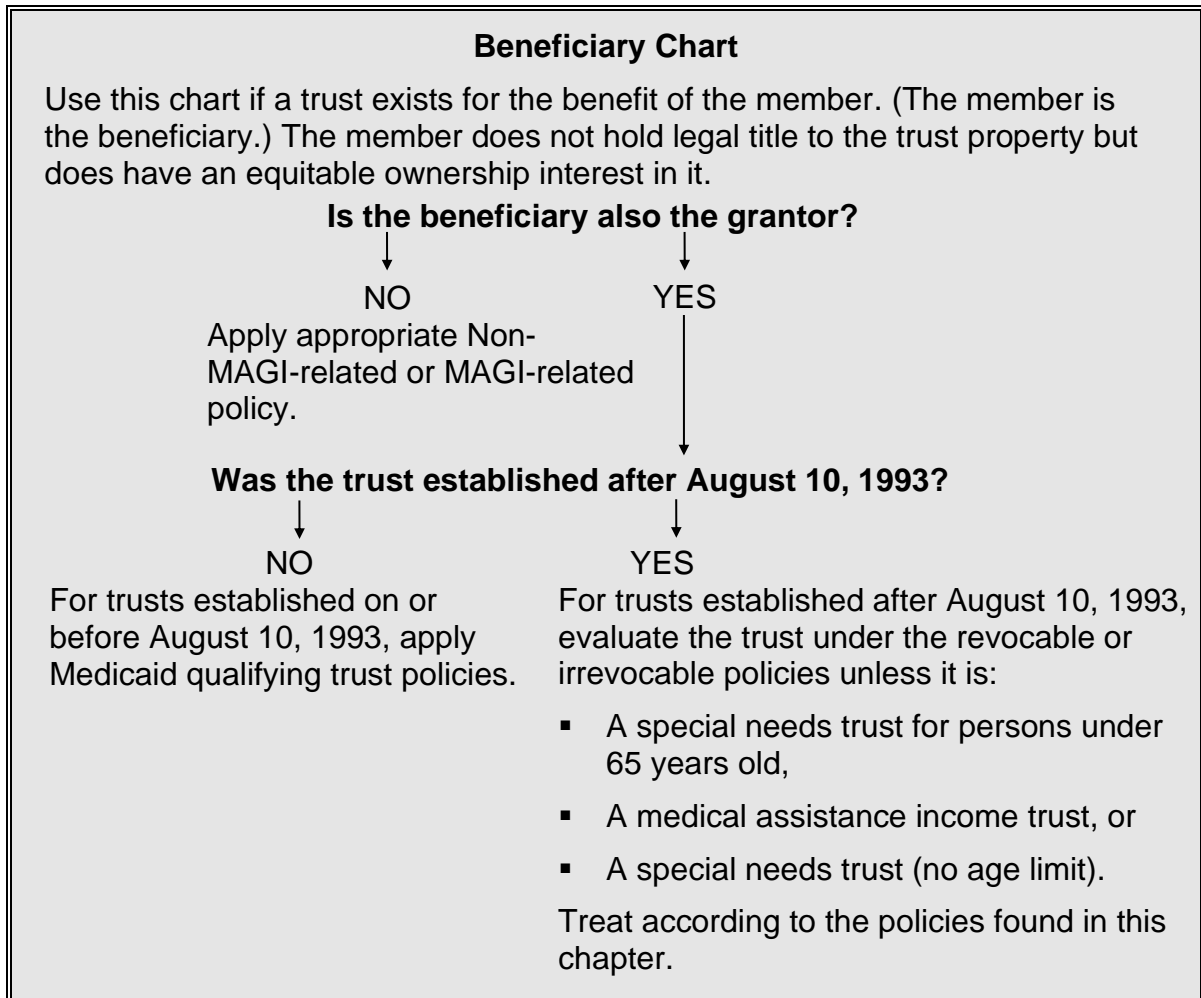 Beneficiary Chart
Use this chart if a trust exists for the benefit of the member. (The member is
the beneficiary.) The member does not hold legal title to the trust property but
does have an equitable ownership interest in it.
Is the beneficiary also the grantor?
NO
Apply appropriate Non-
MAGI-related or MAGI-related
policy.
YES
Was the trust established after August 10, 1993?
NO
For trusts established on or
before August 10, 1993, apply
Medicaid qualifying trust policies.
YES
For trusts established after August 10, 1993,
evaluate the trust under the revocable or
irrevocable policies unless it is:
▪ A special needs trust for persons under
65 years old,
▪ A medical assistance income trust, or
▪ A special needs trust (no age limit).
Treat according to the policies found in this
chapter.